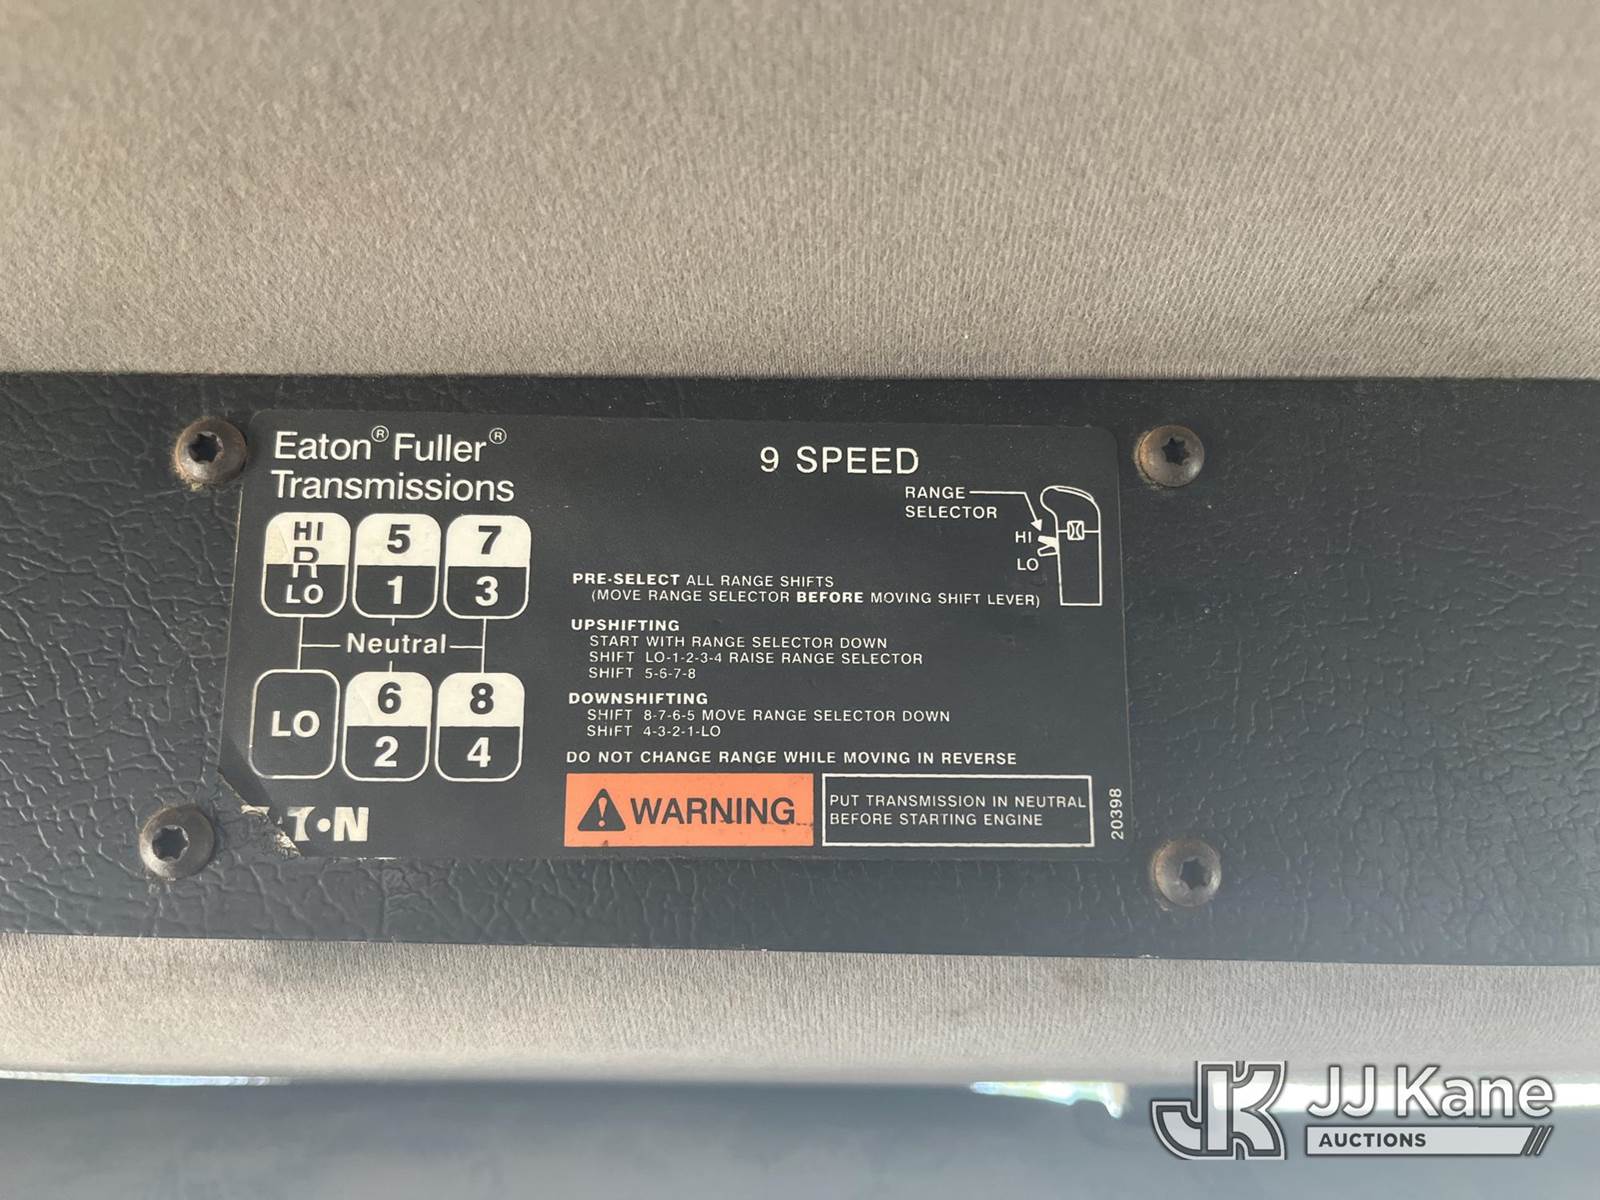 Eaton® Fuller®
Transmissions
9 SPEED
RANGE
SELECTOR
HI
LO
HI 5 7
R
LO 1 3
Neutral
LO 6 8
2 4
PRE-SELECT ALL RANGE SHIFTS
(MOVE RANGE SELECTOR BEFORE MOVING SHIFT LEVER)
UPSHIFTING
START WITH RANGE SELECTOR DOWN
SHIFT LO-1-2-3-4 RAISE RANGE SELECTOR
SHIFT 5-6-7-8
DOWNSHIFTING
SHIFT 8-7-6-5 MOVE RANGE SELECTOR DOWN
SHIFT 4-3-2-1-LO
DO NOT CHANGE RANGE WHILE MOVING IN REVERSE
WARNING
PUT TRANSMISSION IN NEUTRAL
BEFORE STARTING ENGINE
20398
JK JJ Kane
AUCTIONS